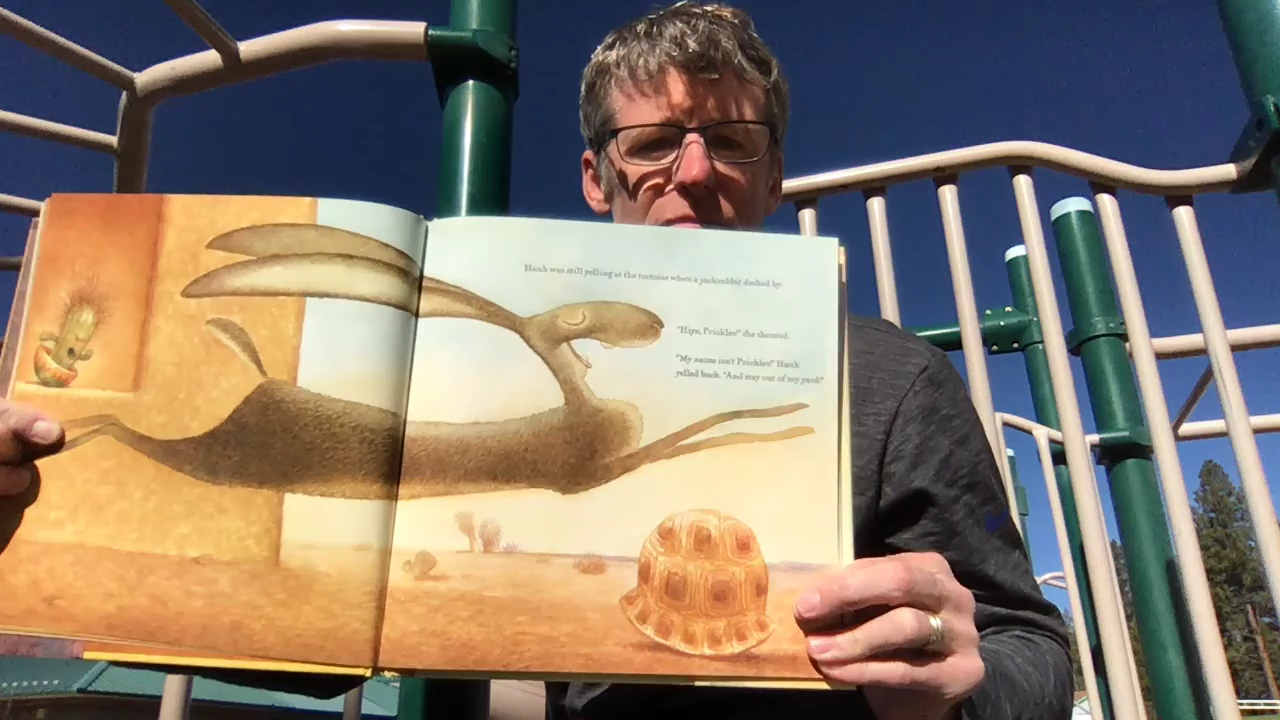 Hank was still yelling at the tortoise when a jackrabbit dashed by.
"Hiya, Prickles!" she shouted.
"My name isn't Prickles!" Hank
yelled back. "And stay out of my yard!"